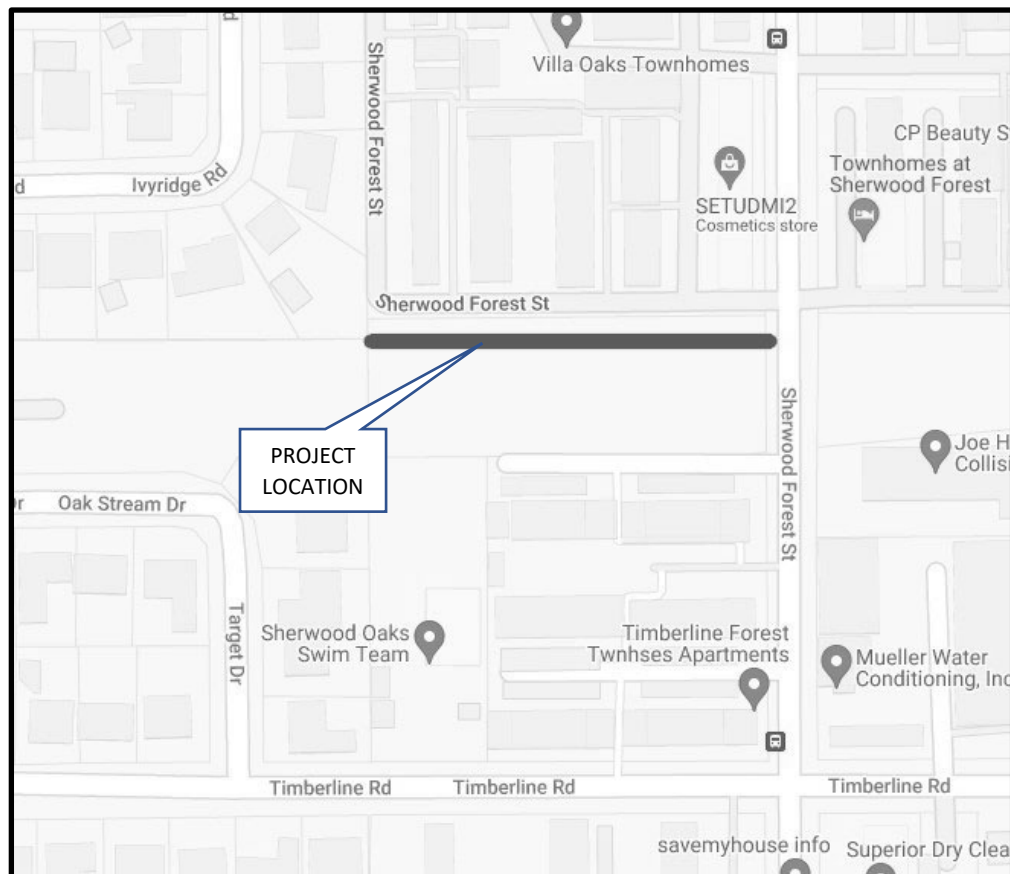 d
Sherwood Forest St
Villa Oaks Townhomes
CP Beauty S
d
Ivyridge Rd
Townhomes at
Sherwood Forest
SETUDMI2
Cosmetics store
Sherwood Forest St
Sherwood Forest St
PROJECT
LOCATION
Joe H
Collisi
Dr
Oak Stream Dr
Target Dr
Sherwood Oaks
Swim Team
Timberline Forest
Twnhses Apartments
Mueller Water
Conditioning, Inc
Timberline Rd
Timberline Rd
Timberline Rd
savemyhouse info
Superior Dry Clea